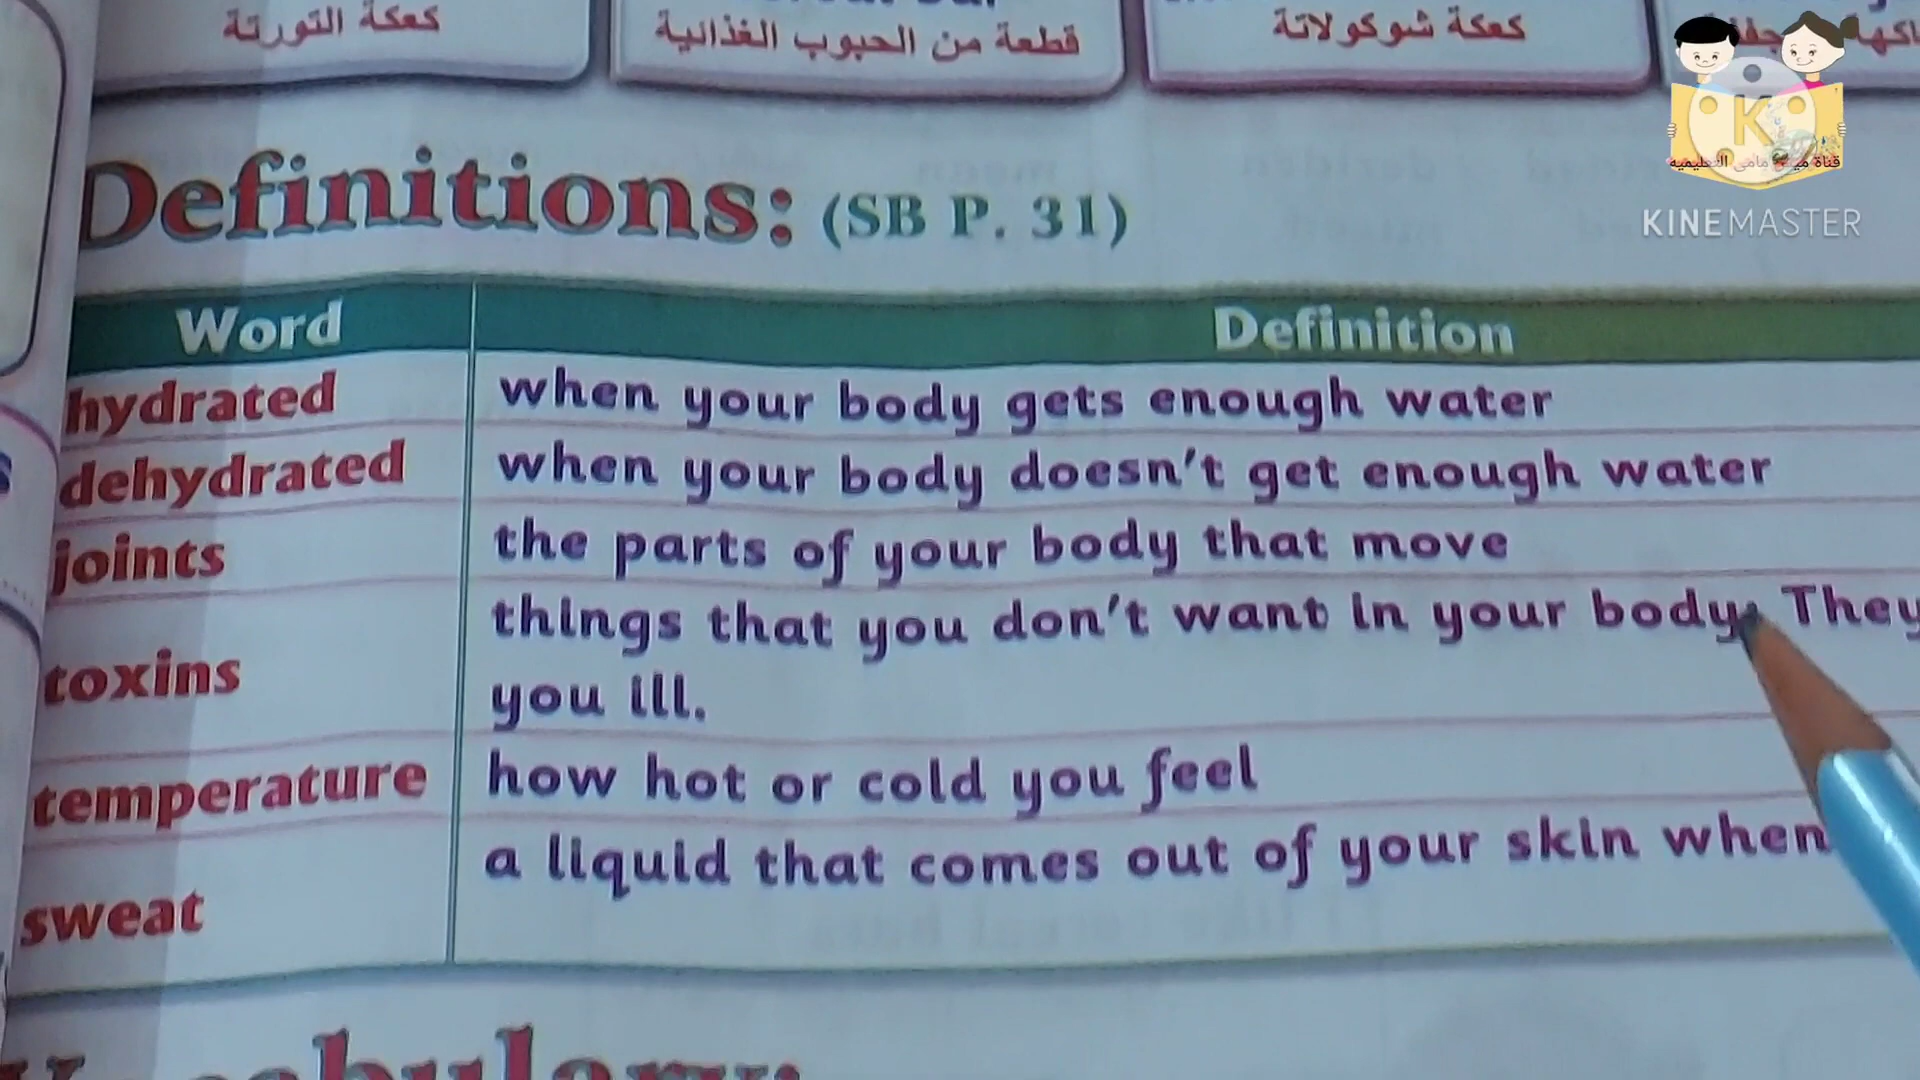 كعكة التورتة
قطعة من الحبوب الغذائية
كعكة شوكولاتة
KINEMASTER
Definitions: (SB P. 31)
Word Definition
hydrated when your body gets enough water
dehydrated when your body doesn't get enough water
joints the parts of your body that move
toxins things that you don't want in your body. They
you ill.
temperature how hot or cold you feel
sweat a liquid that comes out of your skin when